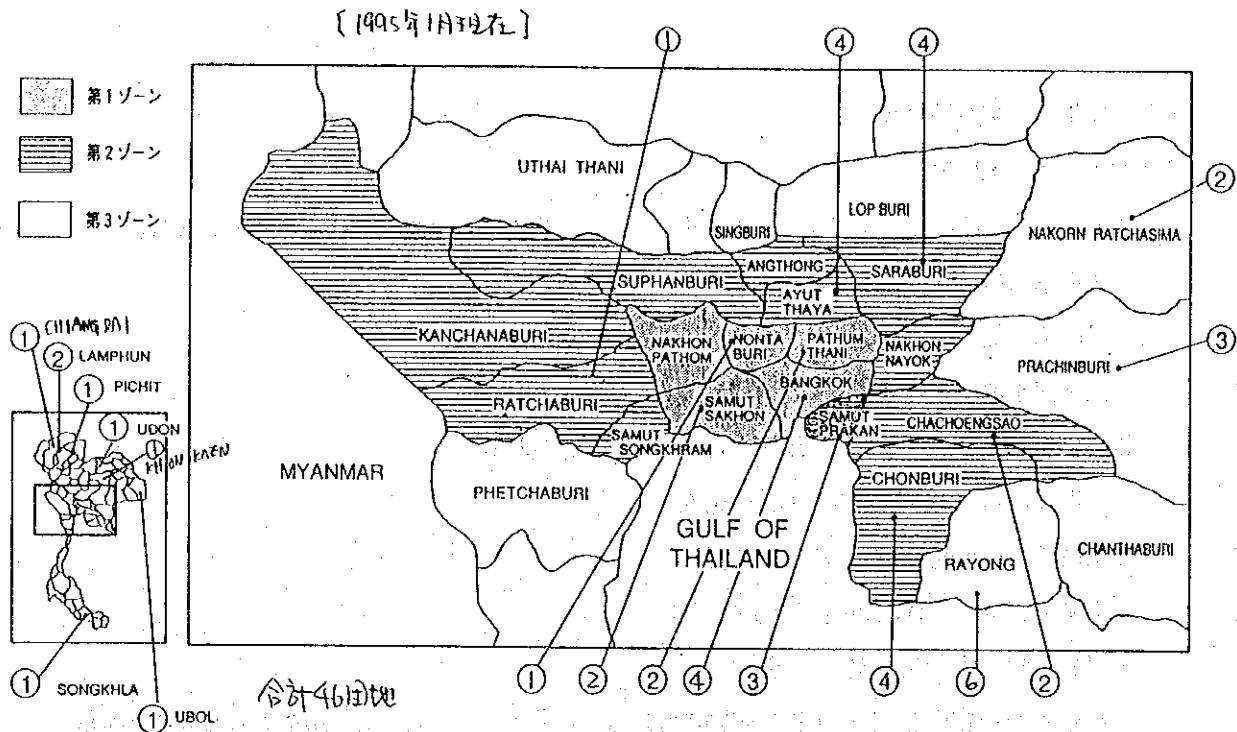 [1995年1月現在]
① ④ ④
第1ゾーン
第2ゾーン
第3ゾーン
UTHAI THANI
②
LOP BURI
SINGBURI
NAKORN RATCHASIMA
ANGTHONG
SARABURI
SUPHANBURI
AYUT
THAYA
KANCHANABURI
NAKHON
PATHOM
NONTA
BURI
PATHUM
THANI
NAKHON
NAYOK
PRACHINBURI
③
BANGKOK
RATCHABURI
SAMUT
SAKHON
SAMUT
PRAKAN
CHACHOENGSAO
SAMUT
SONGKHRAM
MYANMAR
CHONBURI
PHETCHABURI
GULF OF
THAILAND
RAYONG
CHANTHABURI
① CHIANG RAI
② LAMPHUN
① PICHIT
① UDON
① KHON KAEN
① SONGKHLA
① UBOL
① ② ② ④ ③ ④ ⑥ ②
合計46団地